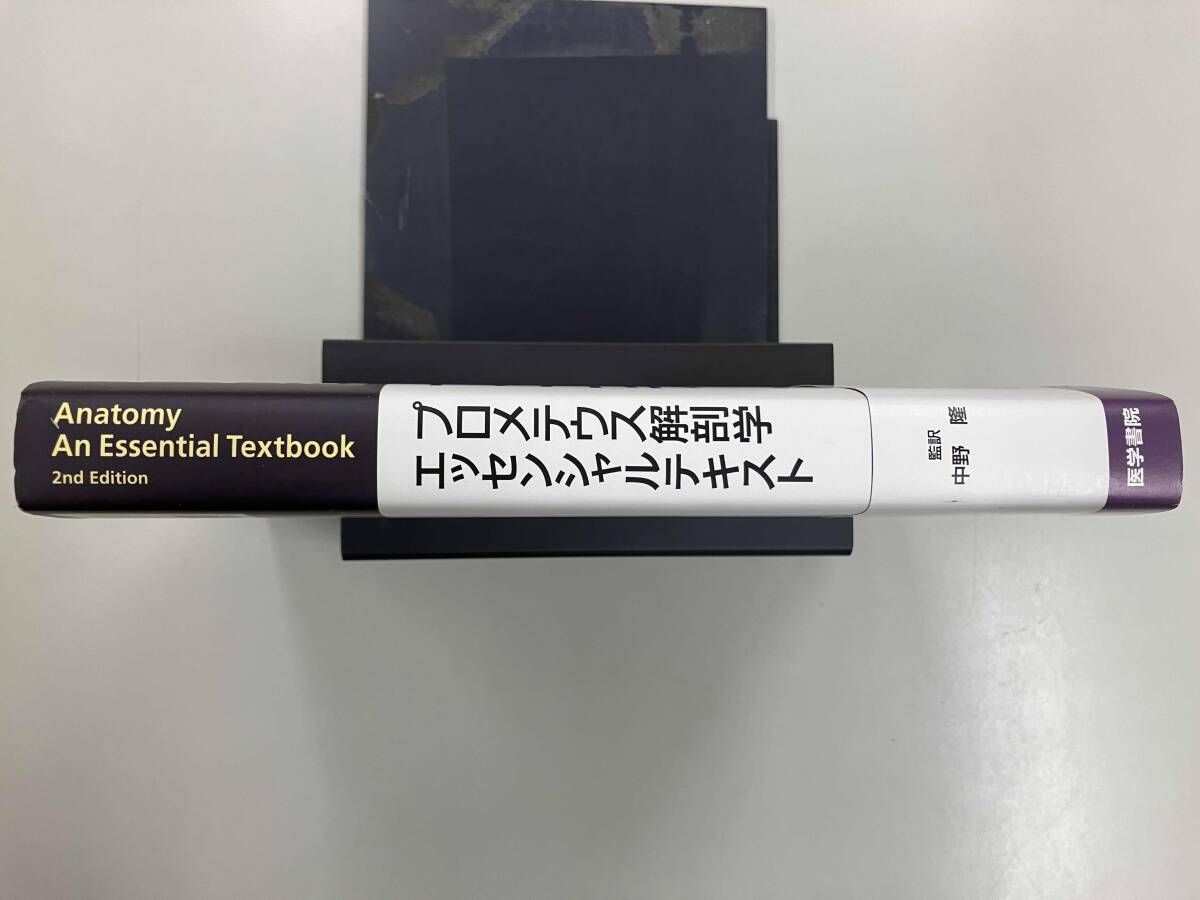 Anatomy
An Essential Textbook
2nd Edition
プロメテウス解剖学
エッセンシャルテキスト
監訳
中野 隆
医学書院